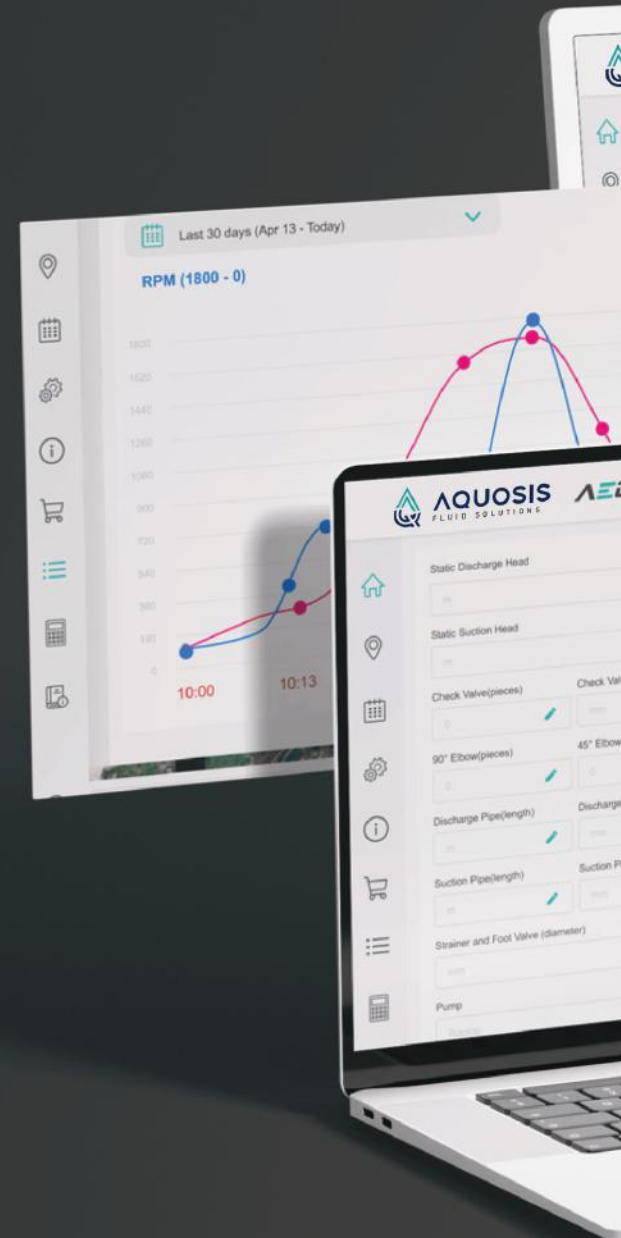 Last 30 days (Apr 13 - Today)
RPM (1800 - 0)
1800
1620
1440
1260
1080
900
720
540
360
180
0
10:00
10:13
AQUOSIS
FLUID SOLUTIONS
Static Discharge Head
m
Static Suction Head
m
Check Valve(pieces)
Check Val
0
mm
90° Elbow(pieces)
45° Elbow
0
0
Discharge Pipe(length)
Discharge
m
mm
Suction Pipe(length)
Suction P
m
mm
Strainer and Foot Valve (diameter)
mm
Pump